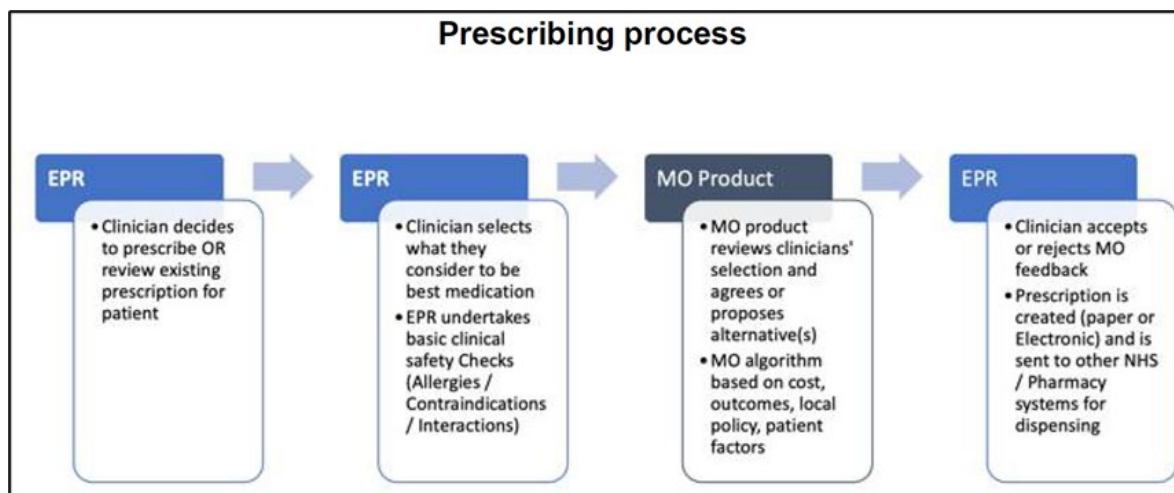 Prescribing process
EPR
• Clinician decides
to prescribe OR
review existing
prescription for
patient
EPR
• Clinician selects
what they
consider to be
best medication
• EPR undertakes
basic clinical
safety Checks
(Allergies /
Contraindications
/ Interactions)
MO Product
• MO product
reviews clinicians'
selection and
agrees or
proposes
alternative(s)
• MO algorithm
based on cost,
outcomes, local
policy, patient
factors
EPR
• Clinician accepts
or rejects MO
feedback
• Prescription is
created (paper or
Electronic) and is
sent to other NHS
/ Pharmacy
systems for
dispensing